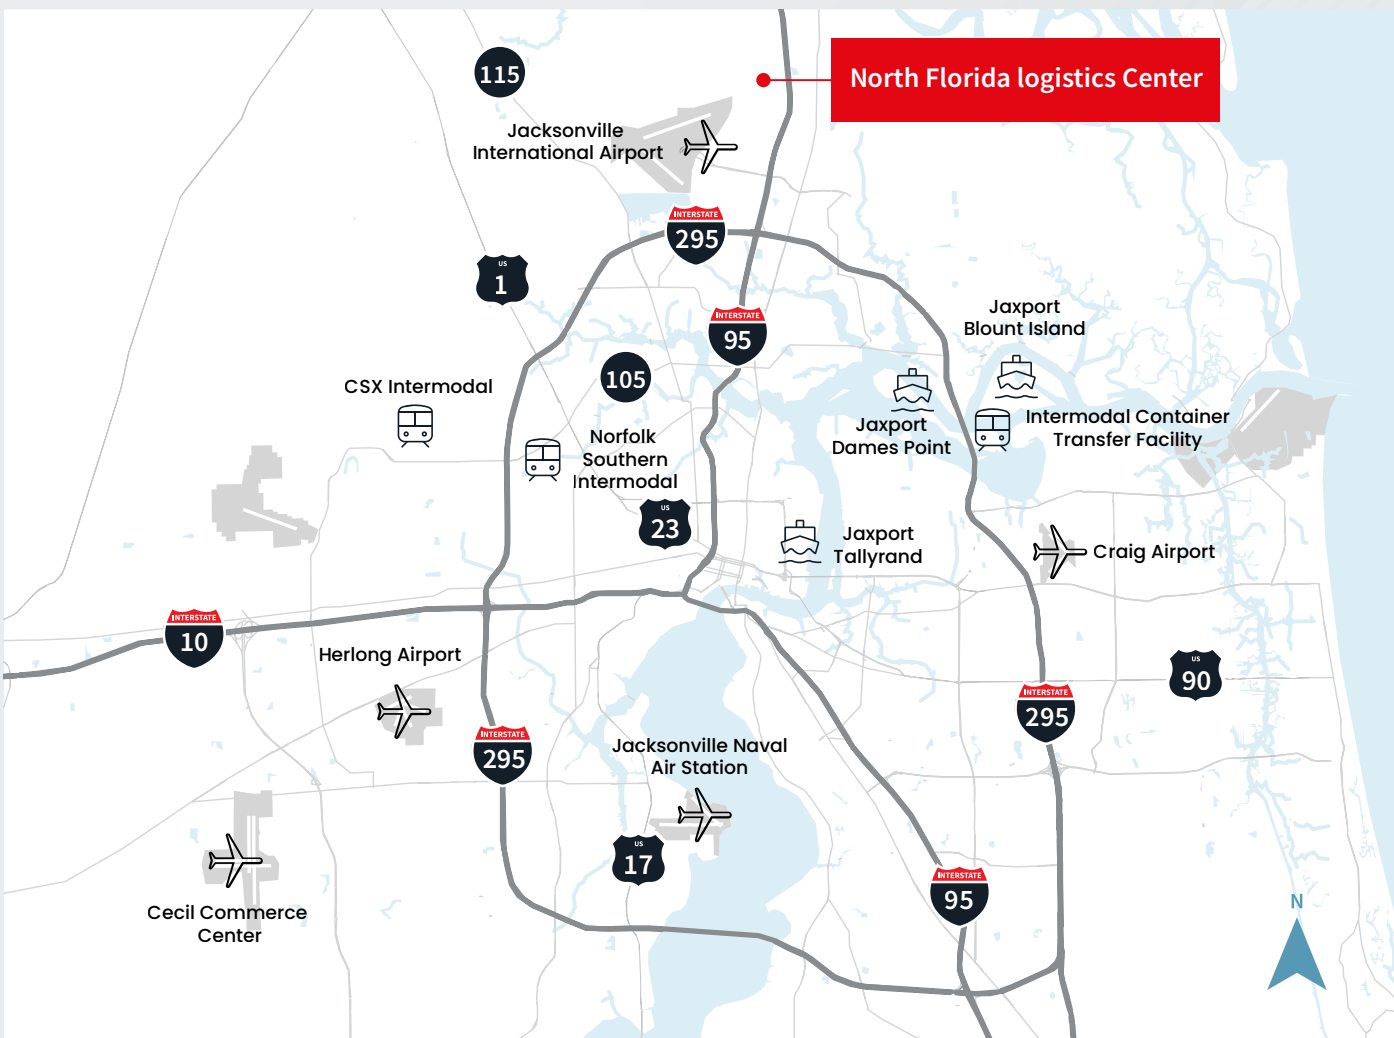 115
North Florida logistics Center
Jacksonville
International Airport
INTERSTATE
295
US
1
INTERSTATE
95
Jaxport
Blount Island
105
CSX Intermodal
Jaxport
Dames Point
Intermodal Container
Transfer Facility
Norfolk
Southern
Intermodal
US
23
Jaxport
Tallyrand
Craig Airport
INTERSTATE
10
Herlong Airport
US
90
INTERSTATE
295
INTERSTATE
295
Jacksonville Naval
Air Station
US
17
INTERSTATE
95
Cecil Commerce
Center
N